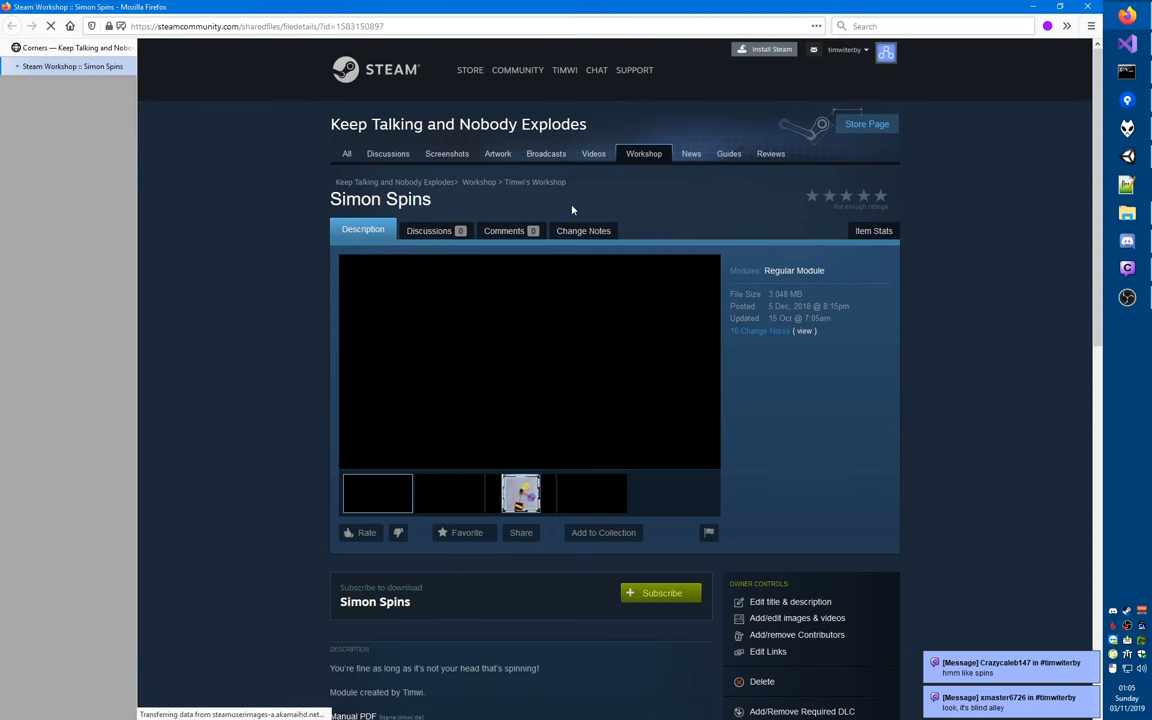 Steam Workshop :: Simon Spins - Mozilla Firefox
https://steamcommunity.com/sharedfiles/filedetails/?id=1583150897
Search
Corners — Keep Talking and Nobo
Steam Workshop :: Simon Spins
Install Steam
timwiterby
STEAM
STORE COMMUNITY TIMWI CHAT SUPPORT
Keep Talking and Nobody Explodes
Store Page
All Discussions Screenshots Artwork Broadcasts Videos Workshop News Guides Reviews
Keep Talking and Nobody Explodes> Workshop > Timwi's Workshop
Simon Spins
Not enough ratings
Description Discussions 0 Comments 0 Change Notes Item Stats
Modules Regular Module
File Size 3.048 MB
Posted 5 Dec, 2018 @ 8:15pm
Updated 15 Oct @ 7:05am
16 Change Notes ( view )
Rate Favorite Share Add to Collection
Subscribe to download
Simon Spins
Subscribe
OWNER CONTROLS
Edit title & description
Add/edit images & videos
Add/remove Contributors
Edit Links
Delete
Add/Remove Required DLC
DESCRIPTION
You're fine as long as it's not your head that's spinning!
Module created by Timwi.
Manual PDF [ktane.timwi.de]
Transferring data from steamuserimages-a.akamaihd.net...
[Message] Crazycaleb147 in #timwiterby
hmm like spins
[Message] xmaster6726 in #timwiterby
look, it's blind alley
01:05
Sunday
03/11/2019